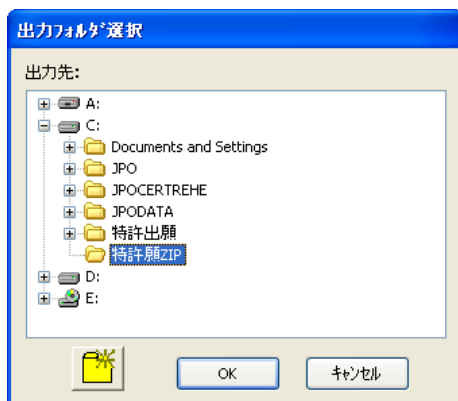 出力ﾌｫﾙﾀﾞ選択
出力先:
A:
C:
Documents and Settings
JPO
JPOCERTREHE
JPODATA
特許出願
特許願ZIP
D:
E:
OK
ｷｬﾝｾﾙ